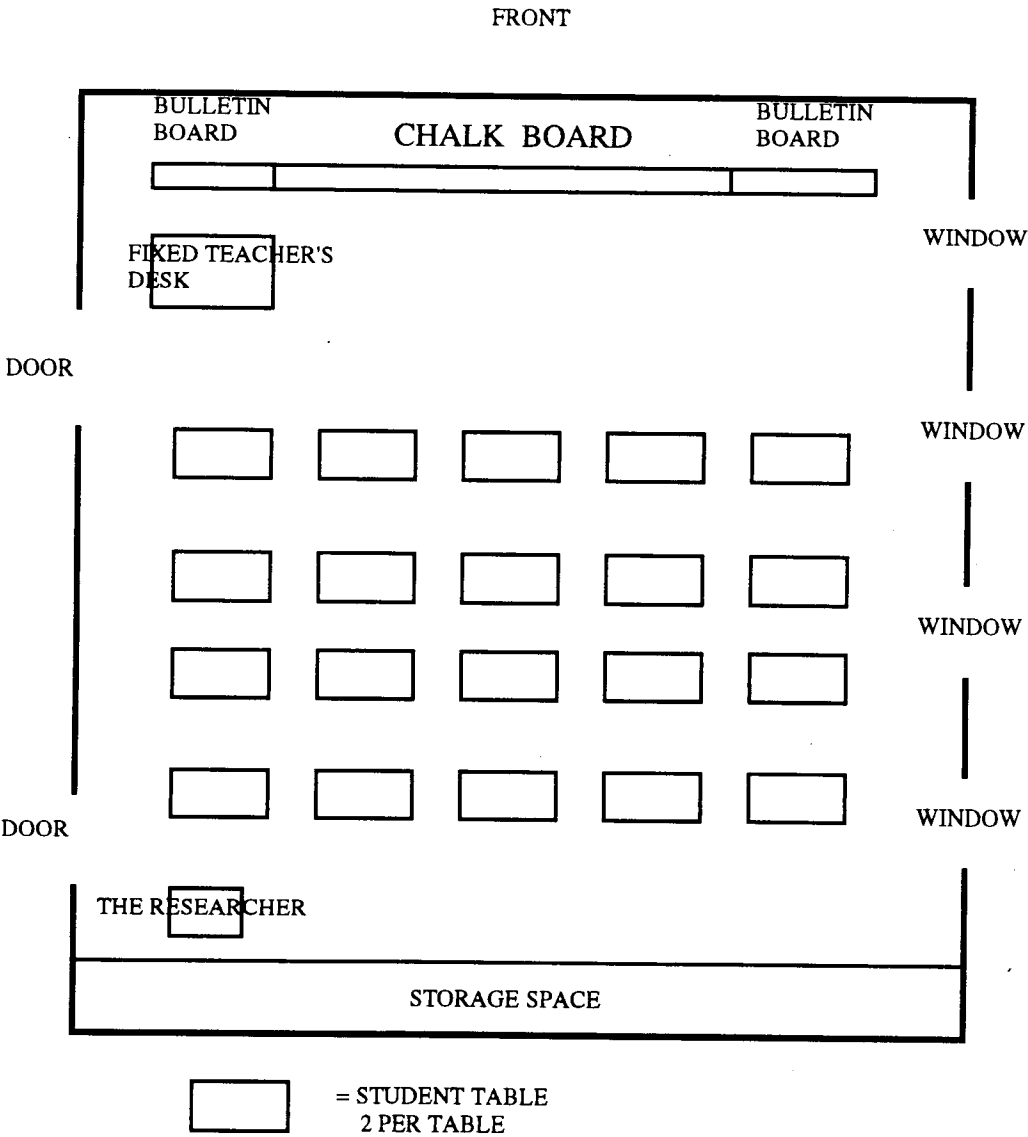 FRONT
BULLETIN
BOARD
CHALK BOARD
BULLETIN
BOARD
WINDOW
FIXED TEACHER'S
DESK
DOOR
WINDOW
WINDOW
WINDOW
DOOR
THE RESEARCHER
STORAGE SPACE
= STUDENT TABLE
2 PER TABLE